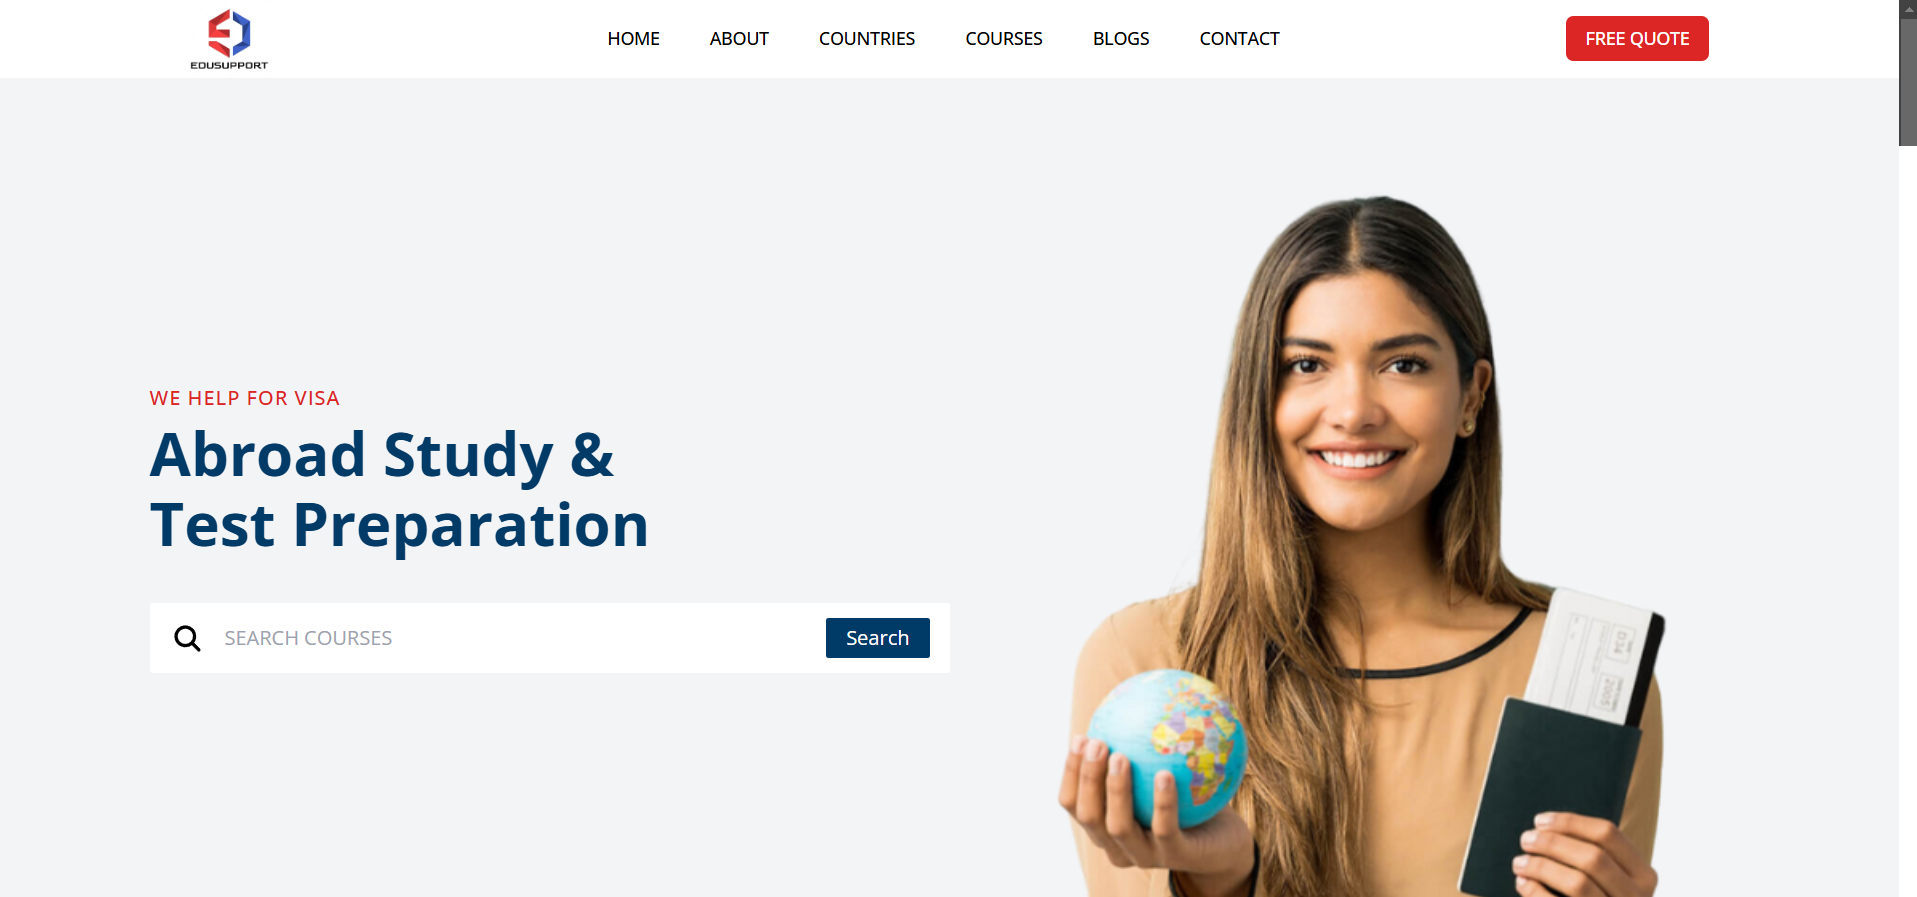 EDUSUPPORT
HOME
ABOUT
COUNTRIES
COURSES
BLOGS
CONTACT
FREE QUOTE
WE HELP FOR VISA
Abroad Study &
Test Preparation
SEARCH COURSES
Search
D34